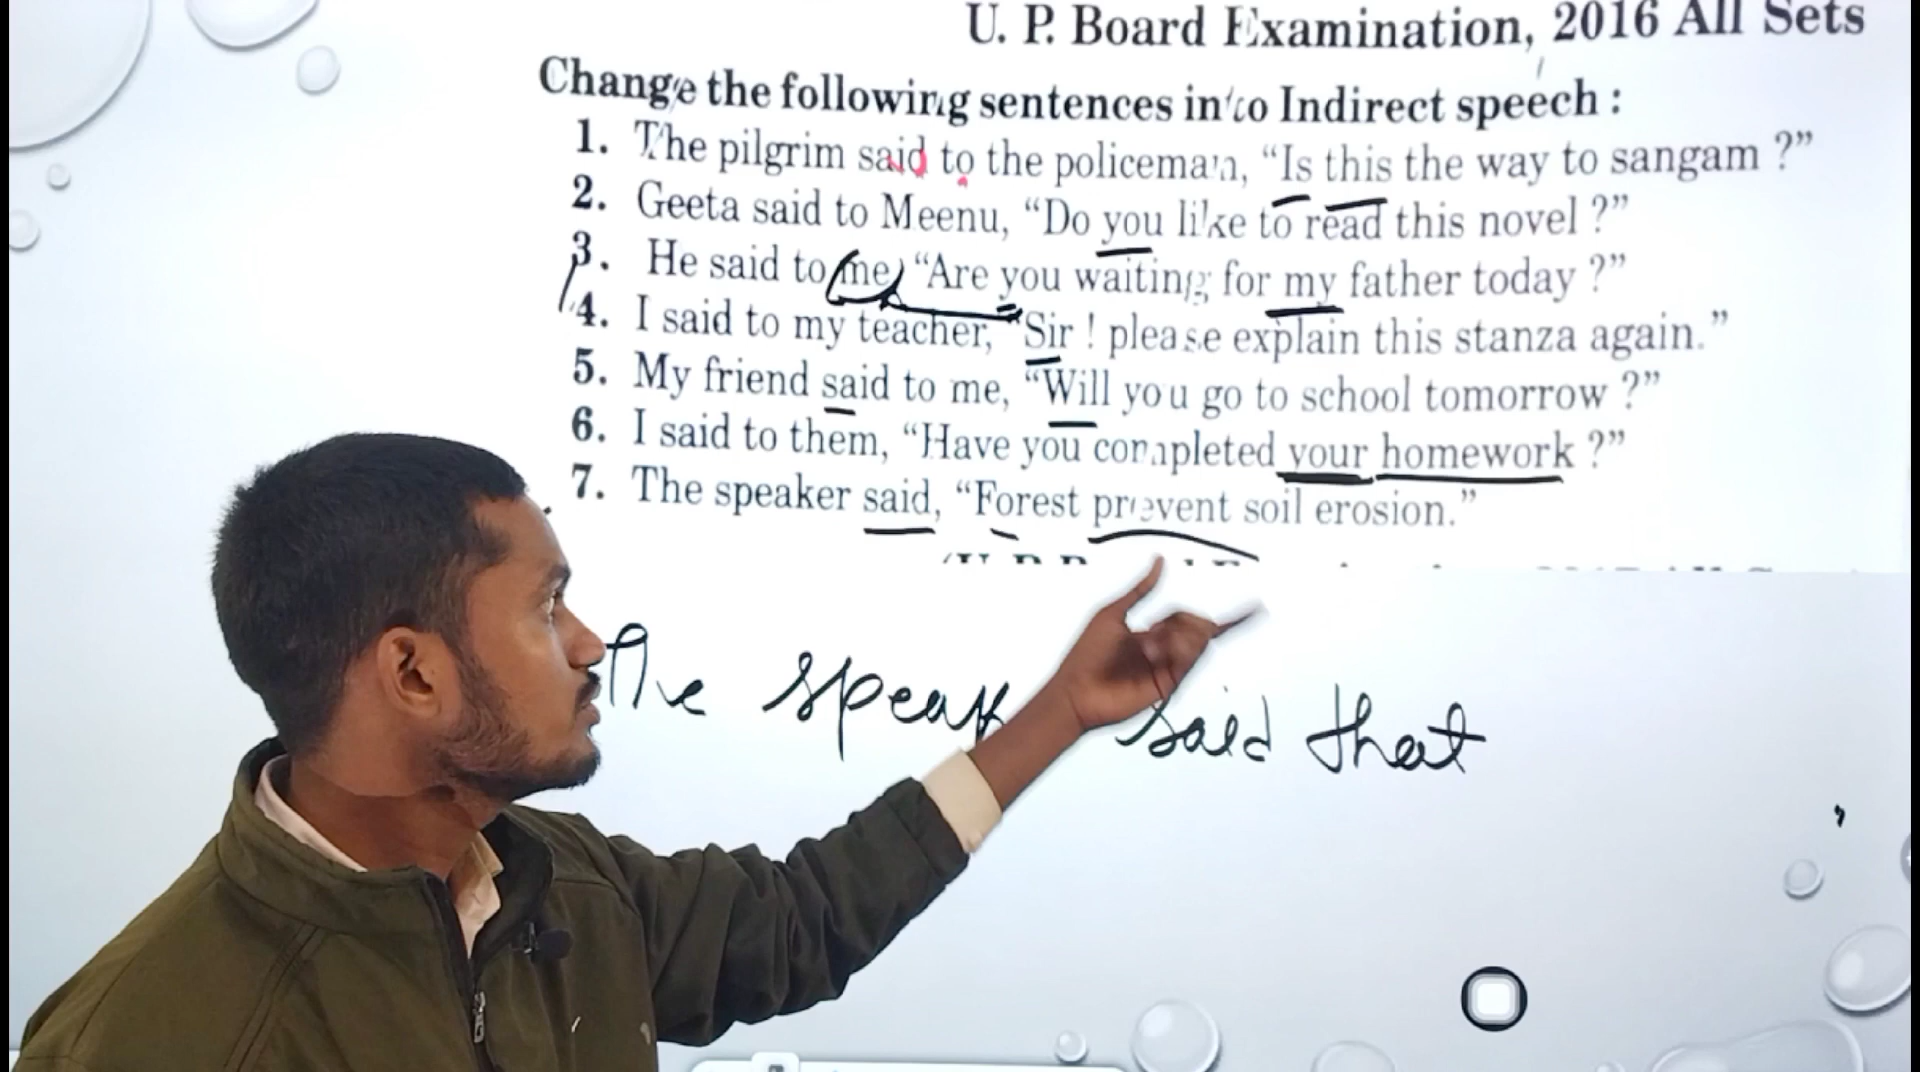 U. P. Board Examination, 2016 All Sets
Change the following sentences into Indirect speech :
1. The pilgrim said to the policeman, “Is this the way to sangam ?”
2. Geeta said to Meenu, “Do you like to read this novel ?”
3. He said to me, “Are you waiting for my father today ?”
4. I said to my teacher, “Sir ! please explain this stanza again.”
5. My friend said to me, “Will you go to school tomorrow ?”
6. I said to them, “Have you completed your homework ?”
7. The speaker said, “Forest prevent soil erosion.”
The speak said that